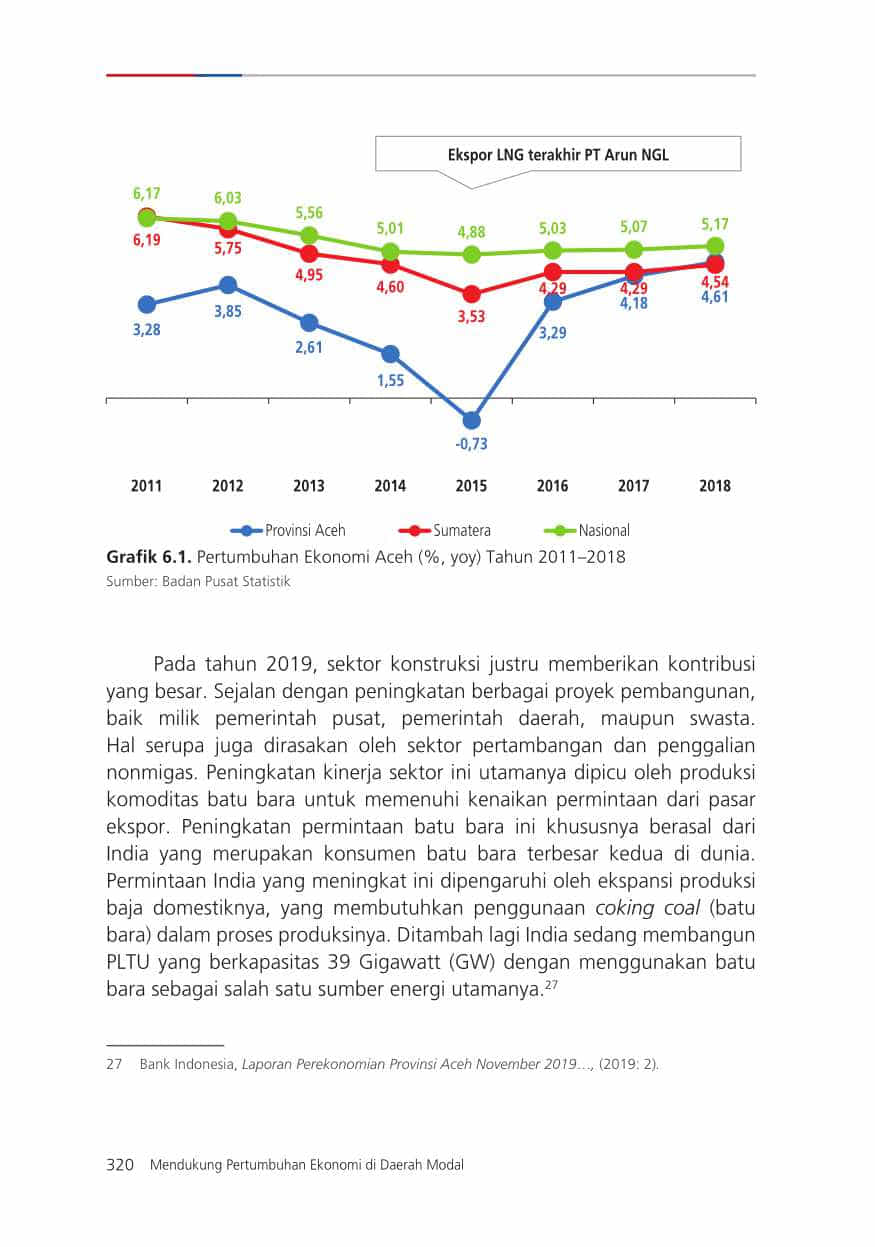 Ekspor LNG terakhir PT Arun NGL
6,17 6,03 5,56 5,01 4,88 5,03 5,07 5,17
6,19 5,75 4,95 4,60 3,53 4,29 4,29 4,54
3,28 3,85 2,61 1,55 -0,73 3,29 4,18 4,61
2011 2012 2013 2014 2015 2016 2017 2018
Provinsi Aceh Sumatera Nasional
Grafik 6.1. Pertumbuhan Ekonomi Aceh (%, yoy) Tahun 2011–2018
Sumber: Badan Pusat Statistik
Pada tahun 2019, sektor konstruksi justru memberikan kontribusi
yang besar. Sejalan dengan peningkatan berbagai proyek pembangunan,
baik milik pemerintah pusat, pemerintah daerah, maupun swasta.
Hal serupa juga dirasakan oleh sektor pertambangan dan penggalian
nonmigas. Peningkatan kinerja sektor ini utamanya dipicu oleh produksi
komoditas batu bara untuk memenuhi kenaikan permintaan dari pasar
ekspor. Peningkatan permintaan batu bara ini khususnya berasal dari
India yang merupakan konsumen batu bara terbesar kedua di dunia.
Permintaan India yang meningkat ini dipengaruhi oleh ekspansi produksi
baja domestiknya, yang membutuhkan penggunaan coking coal (batu
bara) dalam proses produksinya. Ditambah lagi India sedang membangun
PLTU yang berkapasitas 39 Gigawatt (GW) dengan menggunakan batu
bara sebagai salah satu sumber energi utamanya.27
27 Bank Indonesia, Laporan Perekonomian Provinsi Aceh November 2019…, (2019: 2).
320 Mendukung Pertumbuhan Ekonomi di Daerah Modal